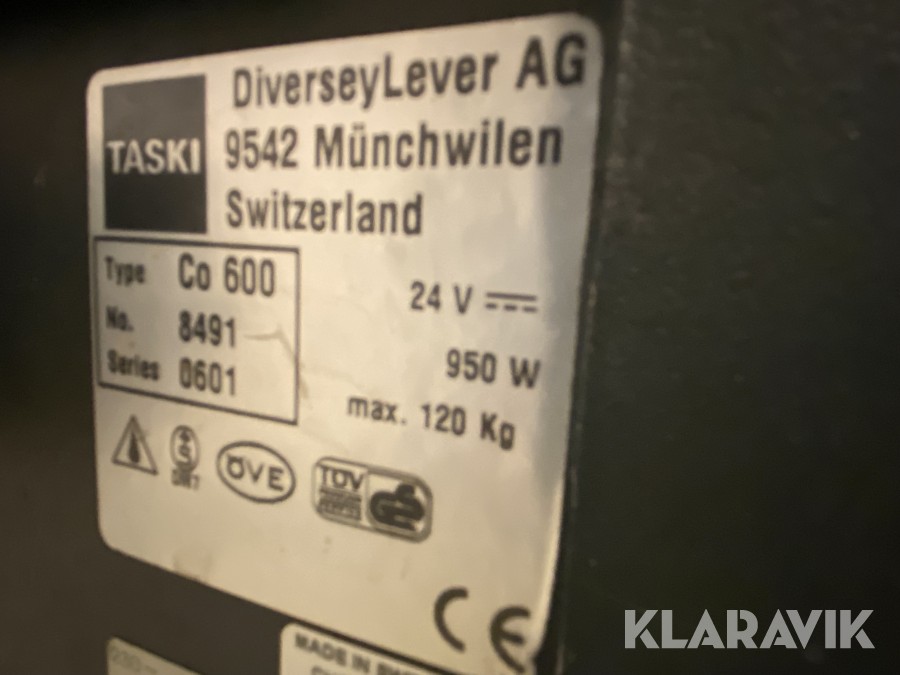 TASKI
DiverseyLever AG
9542 Münchwilen
Switzerland
Type Co 600
No. 8491
Series 0601
24 V
950 W
max. 120 Kg
ÖVE
TÜV
CE
MADE IN
KLARAVIK